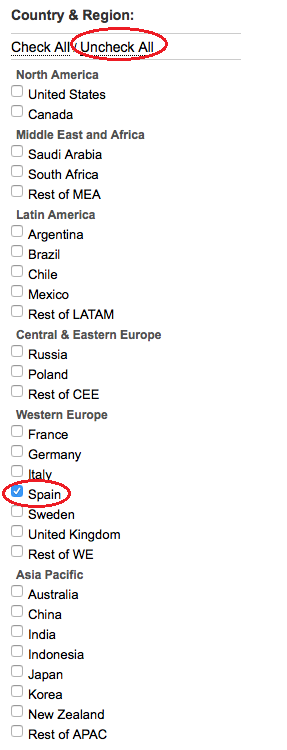 Country & Region:
Check All / Uncheck All
North America
United States
Canada
Middle East and Africa
Saudi Arabia
South Africa
Rest of MEA
Latin America
Argentina
Brazil
Chile
Mexico
Rest of LATAM
Central & Eastern Europe
Russia
Poland
Rest of CEE
Western Europe
France
Germany
Italy
Spain
Sweden
United Kingdom
Rest of WE
Asia Pacific
Australia
China
India
Indonesia
Japan
Korea
New Zealand
Rest of APAC